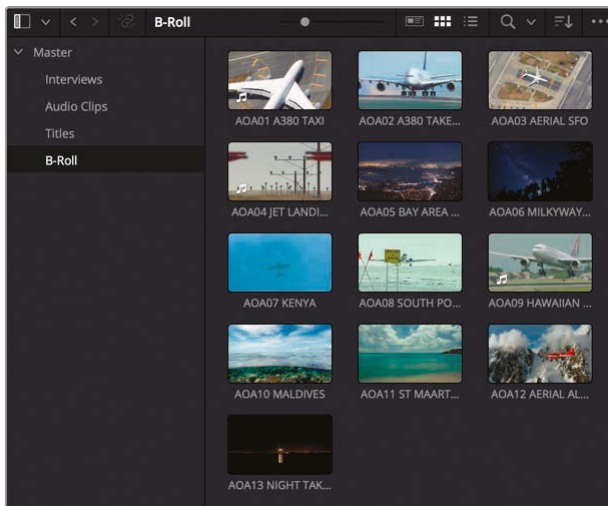 B-Roll
Master
Interviews
Audio Clips
Titles
B-Roll
AOA01 A380 TAXI
AOA02 A380 TAKE...
AOA03 AERIAL SFO
AOA04 JET LANDI...
AOA05 BAY AREA ...
AOA06 MILKYWAY...
AOA07 KENYA
AOA08 SOUTH PO...
AOA09 HAWAIIAN ...
AOA10 MALDIVES
AOA11 ST MAART...
AOA12 AERIAL AL...
AOA13 NIGHT TAK...